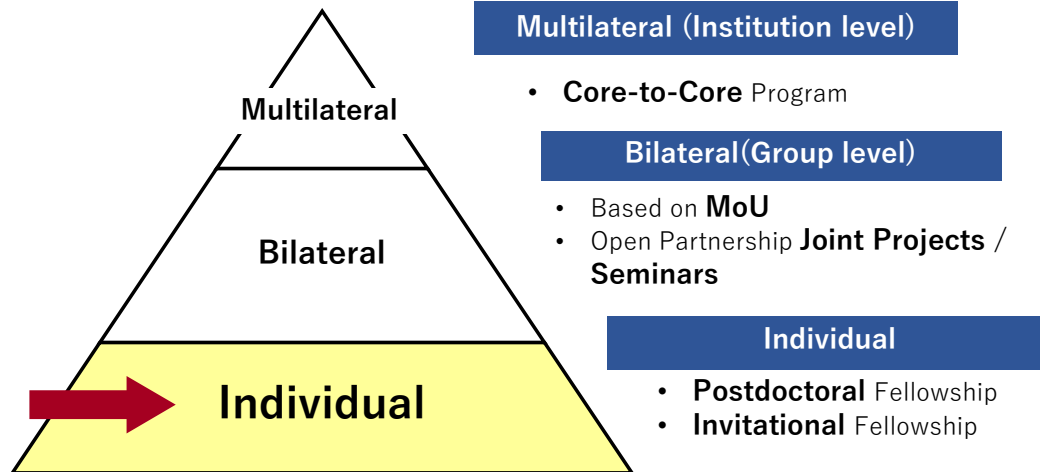 Multilateral
Bilateral
Individual
Multilateral (Institution level)
• Core-to-Core Program
Bilateral(Group level)
• Based on MoU
• Open Partnership Joint Projects /
Seminars
Individual
• Postdoctoral Fellowship
• Invitational Fellowship